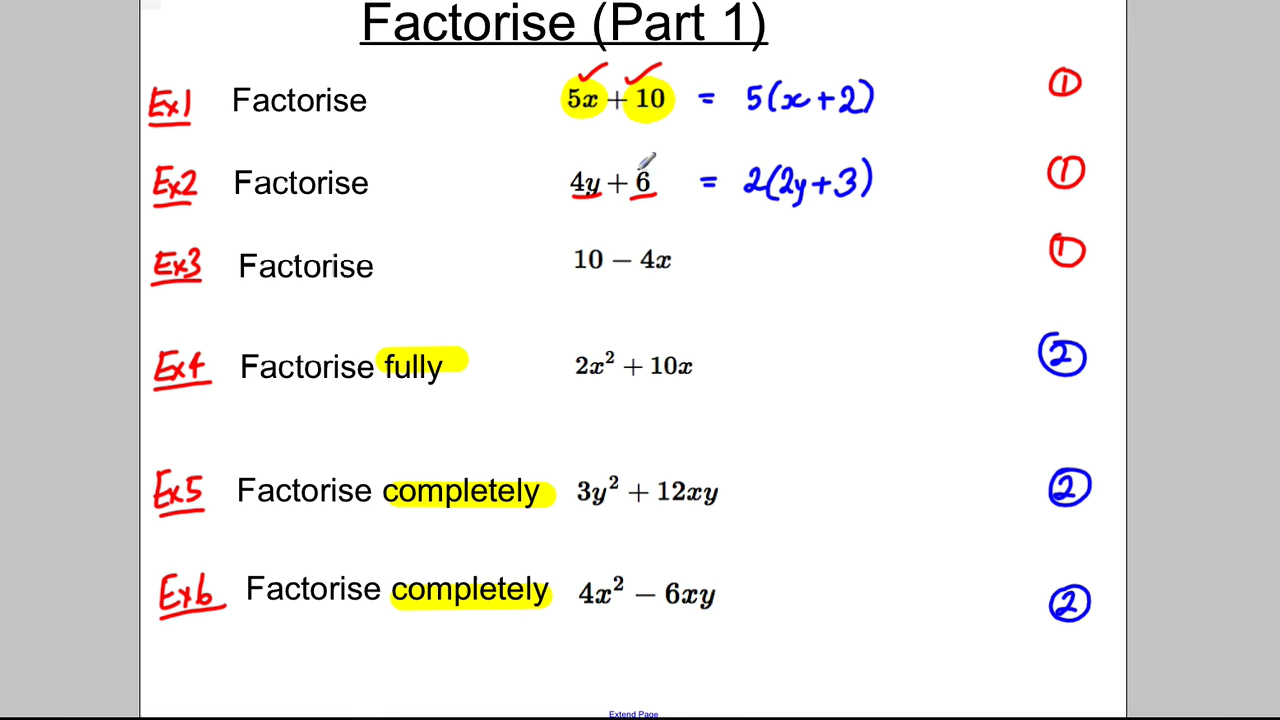 Factorise (Part 1)
Ex1 Factorise 5x + 10 = 5(x+2) ①
Ex2 Factorise 4y + 6 = 2(2y+3) ①
Ex3 Factorise 10 − 4x ①
Ex4 Factorise fully 2x² + 10x ②
Ex5 Factorise completely 3y² + 12xy ②
Ex6 Factorise completely 4x² − 6xy ②
Extend Page